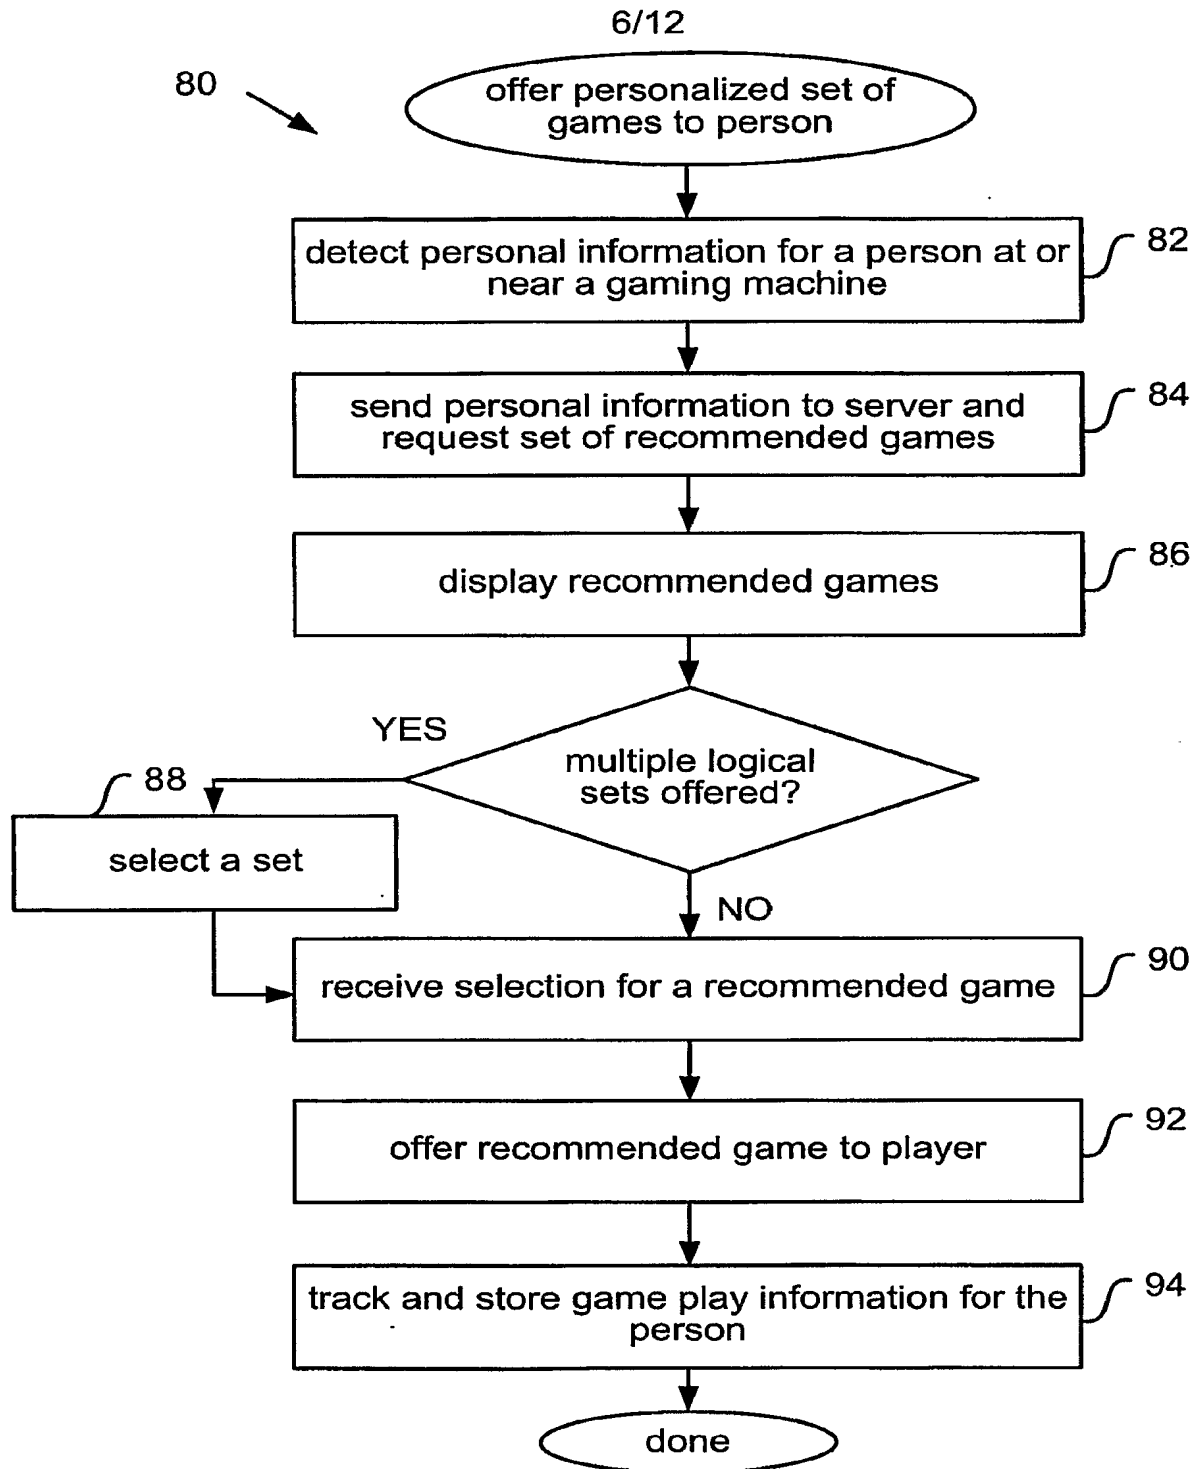 6/12
80
offer personalized set of
games to person
detect personal information for a person at or
near a gaming machine
82
send personal information to server and
request set of recommended games
84
display recommended games
86
multiple logical
sets offered?
YES
88
select a set
NO
receive selection for a recommended game
90
offer recommended game to player
92
track and store game play information for the
person
94
done